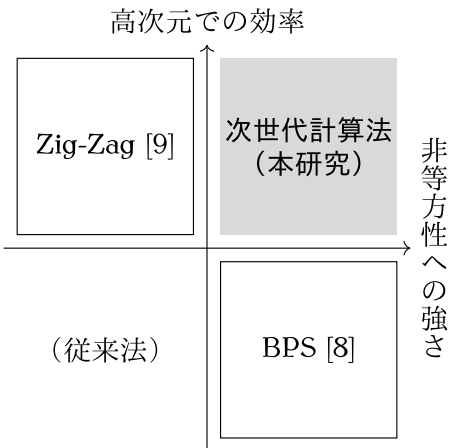 高次元での効率
Zig-Zag [9]
次世代計算法
（本研究）
非等方性への強さ
（従来法）
BPS [8]